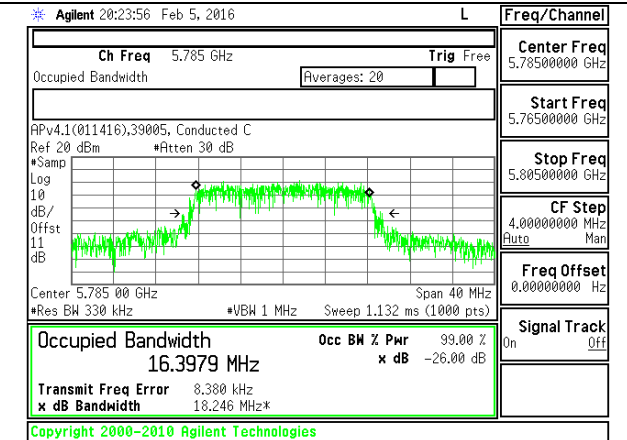 Agilent 20:23:56 Feb 5, 2016 L
Freq/Channel
Ch Freq 5.785 GHz Trig Free
Occupied Bandwidth Averages: 20
APv4.1(011416),39005, Conducted C
Ref 20 dBm #Atten 30 dB
#Samp
Log
10
dB/
Offst
11
dB
Center 5.785 00 GHz Span 40 MHz
#Res BW 330 kHz #VBW 1 MHz Sweep 1.132 ms (1000 pts)
Occupied Bandwidth Occ BW % Pwr 99.00 %
16.3979 MHz x dB -26.00 dB
Transmit Freq Error 8.380 kHz
x dB Bandwidth 18.246 MHz*
Copyright 2000-2010 Agilent Technologies
Center Freq
5.78500000 GHz
Start Freq
5.76500000 GHz
Stop Freq
5.80500000 GHz
CF Step
4.00000000 MHz
Auto Man
Freq Offset
0.00000000 Hz
Signal Track
On Off